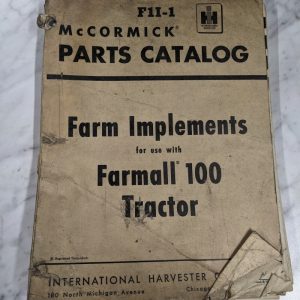 F1I-1
McCORMICK®
IH
PARTS CATALOG
Farm Implements
for use with
Farmall® 100
Tractor
INTERNATIONAL HARVESTER
180 North Michigan Avenue